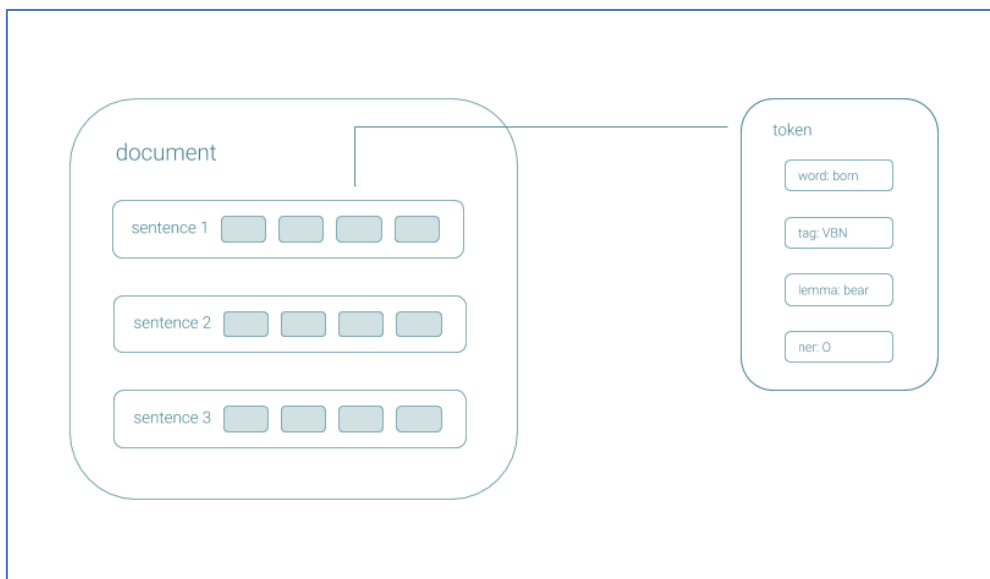 document
sentence 1
sentence 2
sentence 3
token
word: born
tag: VBN
lemma: bear
ner: O